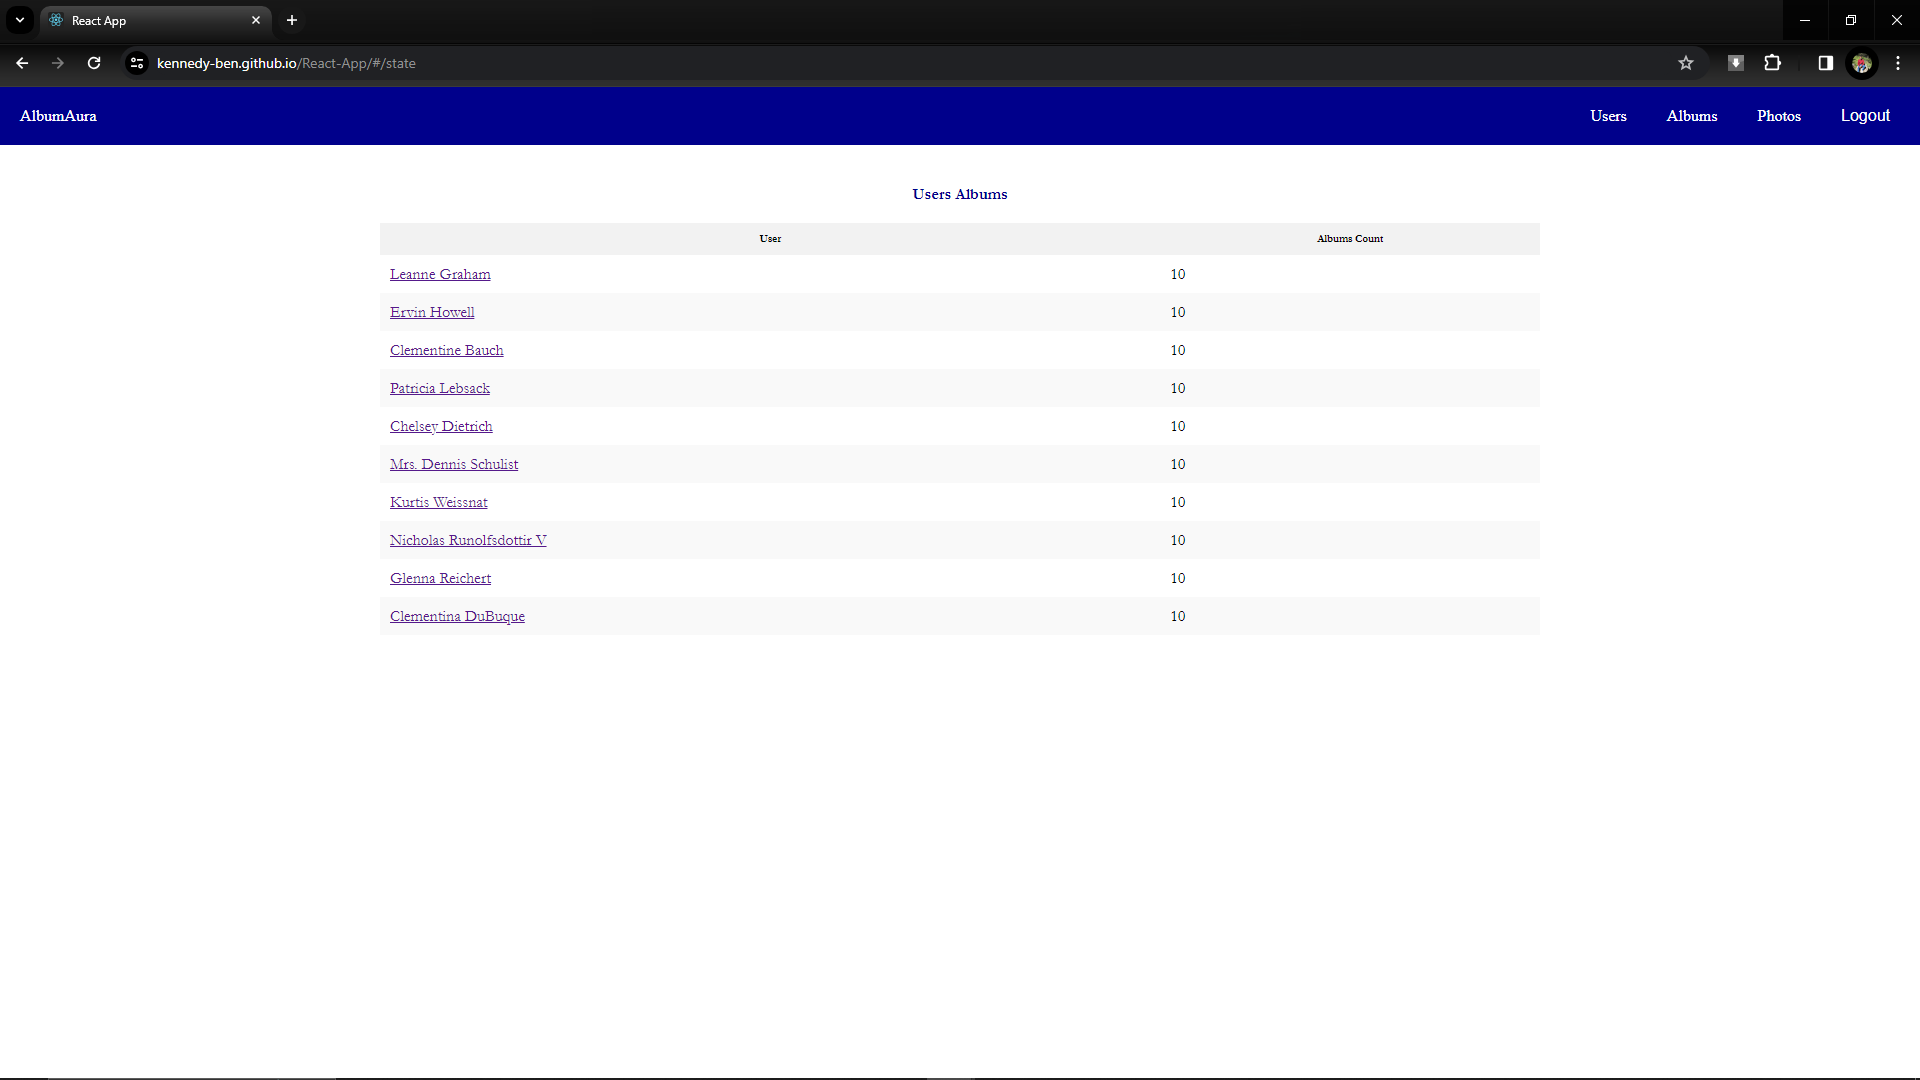 React App
kennedy-ben.github.io/React-App/#/state
AlbumAura Users Albums Photos Logout
Users Albums
User Albums Count
Leanne Graham 10
Ervin Howell 10
Clementine Bauch 10
Patricia Lebsack 10
Chelsey Dietrich 10
Mrs. Dennis Schulist 10
Kurtis Weissnat 10
Nicholas Runolfsdottir V 10
Glenna Reichert 10
Clementina DuBuque 10